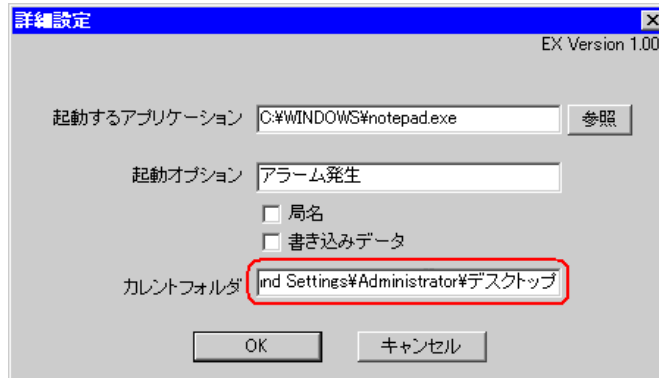 詳細設定
EX Version 1.00
起動するアプリケーション C:¥WINDOWS¥notepad.exe 参照
起動オプション アラーム発生
局名
書き込みデータ
カレントフォルダ ind Settings¥Administrator¥デスクトップ
OK キャンセル